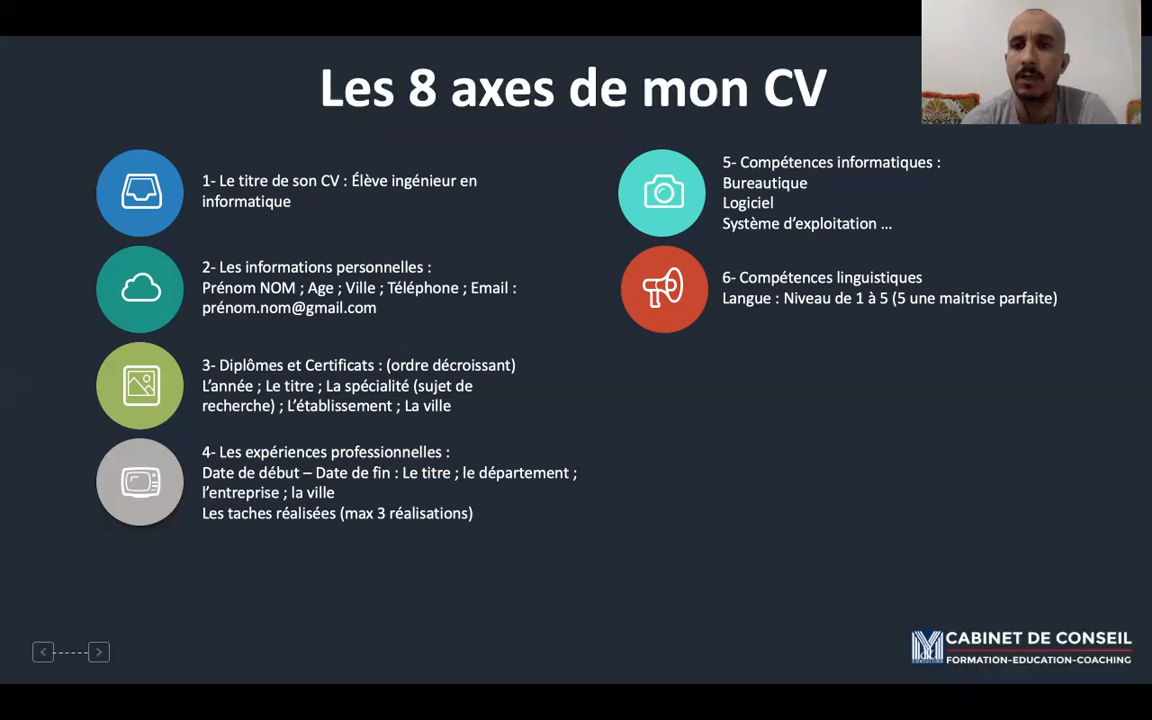 Les 8 axes de mon CV
1- Le titre de son CV : Élève ingénieur en
informatique
2- Les informations personnelles :
Prénom NOM ; Age ; Ville ; Téléphone ; Email :
prénom.nom@gmail.com
3- Diplômes et Certificats : (ordre décroissant)
L’année ; Le titre ; La spécialité (sujet de
recherche) ; L’établissement ; La ville
4- Les expériences professionnelles :
Date de début – Date de fin : Le titre ; le département ;
l’entreprise ; la ville
Les taches réalisées (max 3 réalisations)
5- Compétences informatiques :
Bureautique
Logiciel
Système d’exploitation ...
6- Compétences linguistiques
Langue : Niveau de 1 à 5 (5 une maitrise parfaite)
CABINET DE CONSEIL
FORMATION-EDUCATION-COACHING
CONSULTING